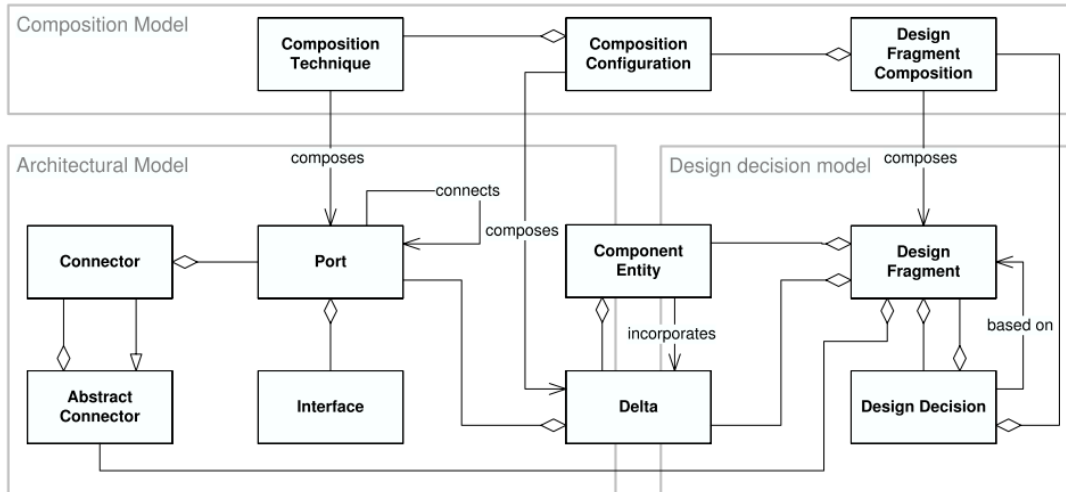 Composition Model
Composition
Technique
Composition
Configuration
Design
Fragment
Composition
composes
composes
Architectural Model
Design decision model
connects
composes
Connector
Port
Component
Entity
Design
Fragment
incorporates
based on
Abstract
Connector
Interface
Delta
Design Decision